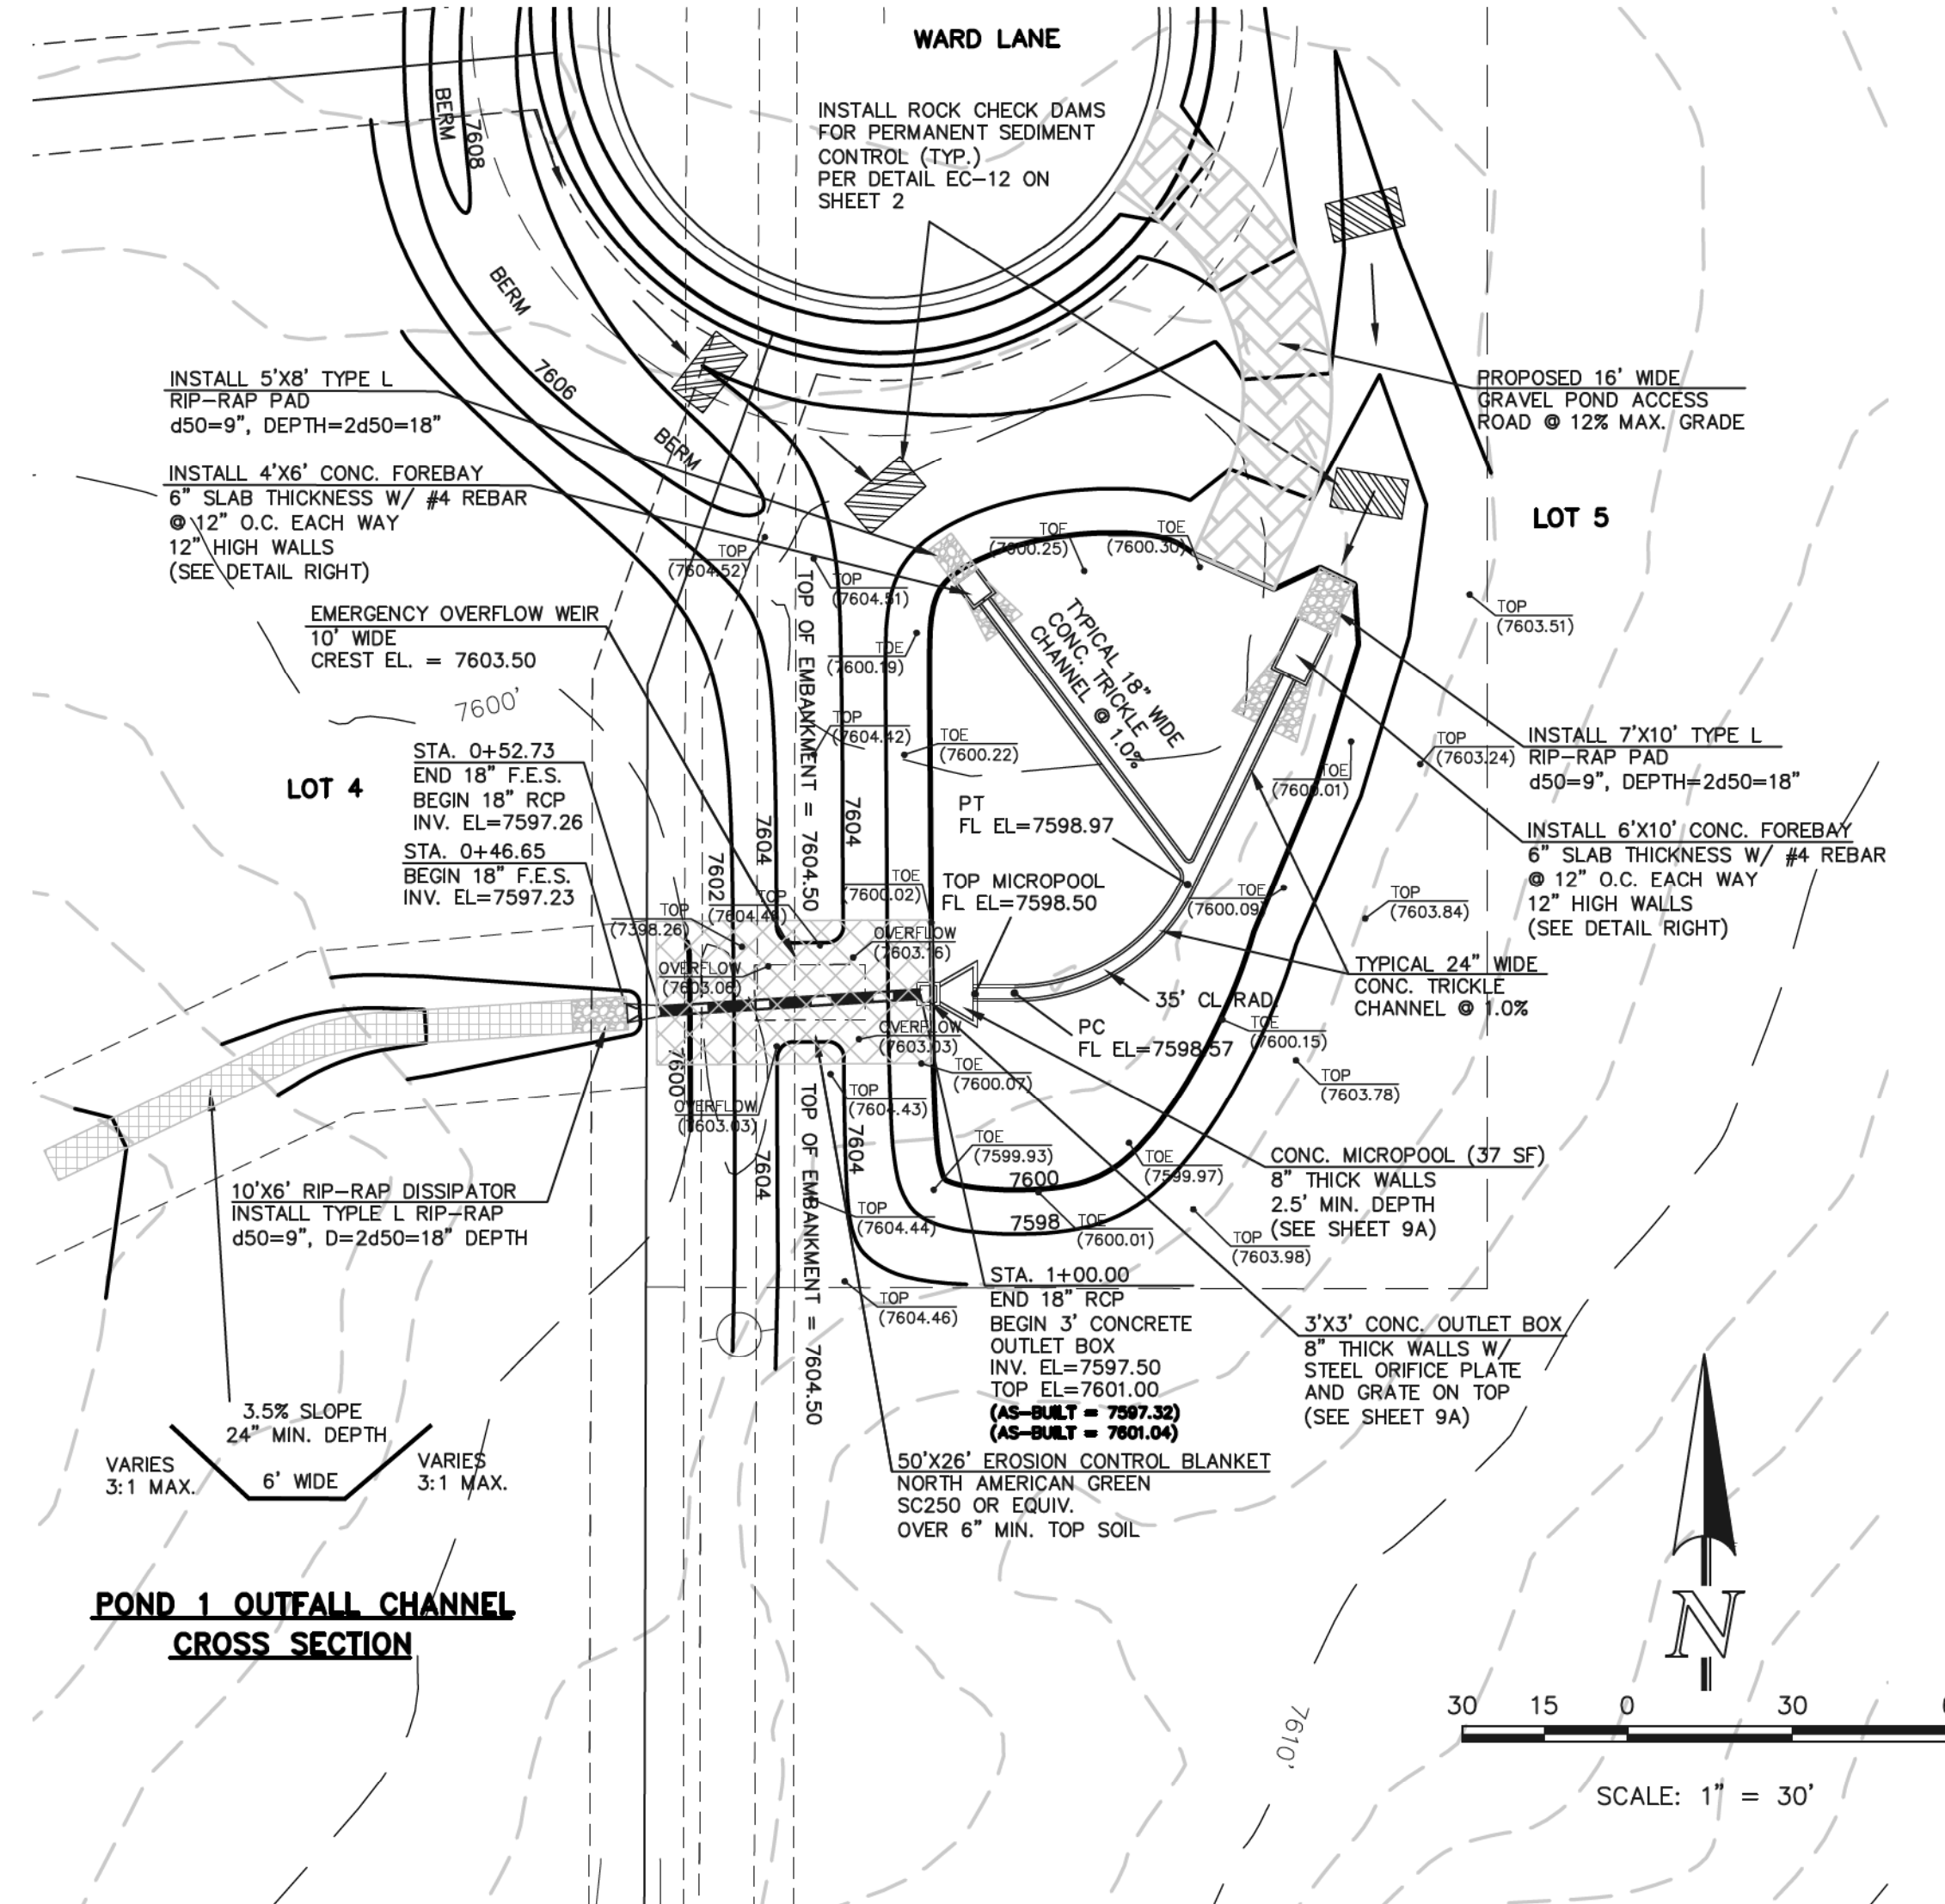 WARD LANE
INSTALL ROCK CHECK DAMS
FOR PERMANENT SEDIMENT
CONTROL (TYP.)
PER DETAIL EC-12 ON
SHEET 2
BERM
7608
BERM
7606
BERM
INSTALL 5'X8' TYPE L
RIP-RAP PAD
d50=9", DEPTH=2d50=18"
INSTALL 4'X6' CONC. FOREBAY
6" SLAB THICKNESS W/ #4 REBAR
@ 12" O.C. EACH WAY
12" HIGH WALLS
(SEE DETAIL RIGHT)
EMERGENCY OVERFLOW WEIR
10' WIDE
CREST EL. = 7603.50
7600'
LOT 4
STA. 0+52.73
END 18" F.E.S.
BEGIN 18" RCP
INV. EL=7597.26
STA. 0+46.65
BEGIN 18" F.E.S.
INV. EL=7597.23
PROPOSED 16' WIDE
GRAVEL POND ACCESS
ROAD @ 12% MAX. GRADE
LOT 5
TOP
(7604.52)
TOP
(7604.51)
TOE
(7600.25)
TOE
(7600.30)
TOP
(7603.51)
TOE
(7600.19)
TOP OF EMBANKMENT = 7604.50
TYPICAL 18" WIDE
CONC. TRICKLE
CHANNEL @ 1.0%
TOP
(7604.42)
TOE
(7600.22)
TOP
(7603.24)
TOE
(7600.01)
INSTALL 7'X10' TYPE L
RIP-RAP PAD
d50=9", DEPTH=2d50=18"
INSTALL 6'X10' CONC. FOREBAY
6" SLAB THICKNESS W/ #4 REBAR
@ 12" O.C. EACH WAY
12" HIGH WALLS
(SEE DETAIL RIGHT)
PT
FL EL=7598.97
7602
7604
7604
TOE
(7600.02)
TOP MICROPOOL
FL EL=7598.50
TOE
(7600.09)
TOP
(7603.84)
TOP
(7398.26)
TOP
OVERFLOW
(7603.16)
OVERFLOW
TYPICAL 24" WIDE
CONC. TRICKLE
CHANNEL @ 1.0%
35' CL RAD.
PC
FL EL=7598.57
TOE
(7600.15)
OVERFLOW
(7603.03)
TOE
(7600.07)
TOP
(7603.78)
7600
OVERFLOW
(7603.03)
TOP
(7604.43)
7604
7604
TOP OF EMBANKMENT = 7604.50
TOE
(7599.93)
TOE
(7599.97)
7600
7598
TOE
(7600.01)
TOP
(7604.44)
TOP
(7603.98)
TOP
(7604.46)
CONC. MICROPOOL (37 SF)
8" THICK WALLS
2.5' MIN. DEPTH
(SEE SHEET 9A)
10'X6' RIP-RAP DISSIPATOR
INSTALL TYPLE L RIP-RAP
d50=9", D=2d50=18" DEPTH
STA. 1+00.00
END 18" RCP
BEGIN 3' CONCRETE
OUTLET BOX
INV. EL=7597.50
TOP EL=7601.00
(AS-BUILT = 7597.32)
(AS-BUILT = 7601.04)
3'X3' CONC. OUTLET BOX
8" THICK WALLS W/
STEEL ORIFICE PLATE
AND GRATE ON TOP
(SEE SHEET 9A)
50'X26' EROSION CONTROL BLANKET
NORTH AMERICAN GREEN
SC250 OR EQUIV.
OVER 6" MIN. TOP SOIL
3.5% SLOPE
24" MIN. DEPTH
VARIES
3:1 MAX.
6' WIDE
VARIES
3:1 MAX.
POND 1 OUTFALL CHANNEL
CROSS SECTION
7610'
N
30 15 0 30
SCALE: 1" = 30'